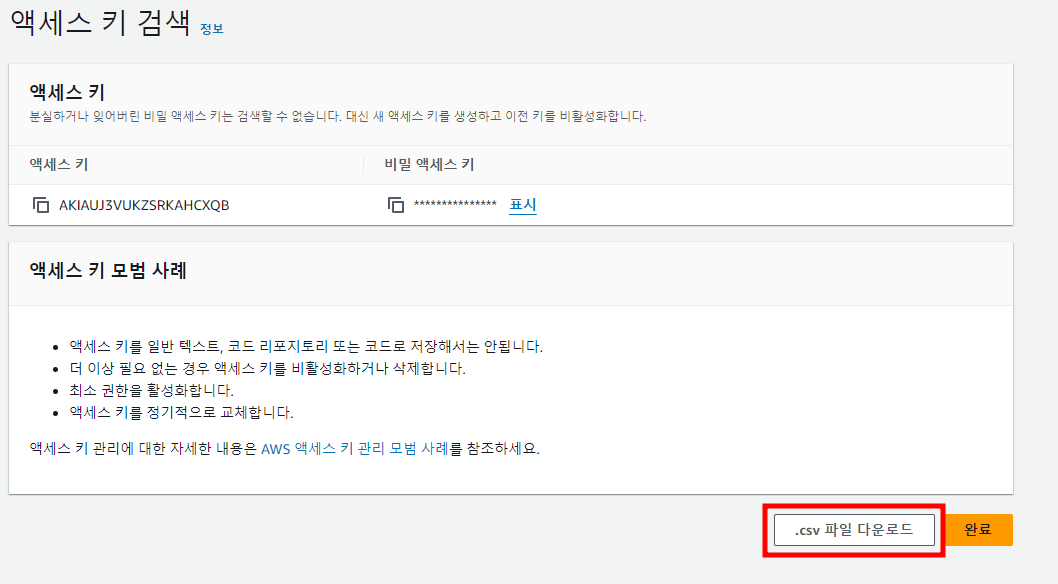 액세스 키 검색 정보
액세스 키
분실하거나 잊어버린 비밀 액세스 키는 검색할 수 없습니다. 대신 새 액세스 키를 생성하고 이전 키를 비활성화합니다.
액세스 키 비밀 액세스 키
AKIAUJ3VUKZSRKAHCXQB *************** 표시
액세스 키 모범 사례
• 액세스 키를 일반 텍스트, 코드 리포지토리 또는 코드로 저장해서는 안됩니다.
• 더 이상 필요 없는 경우 액세스 키를 비활성화하거나 삭제합니다.
• 최소 권한을 활성화합니다.
• 액세스 키를 정기적으로 교체합니다.
액세스 키 관리에 대한 자세한 내용은 AWS 액세스 키 관리 모범 사례를 참조하세요.
.csv 파일 다운로드 완료